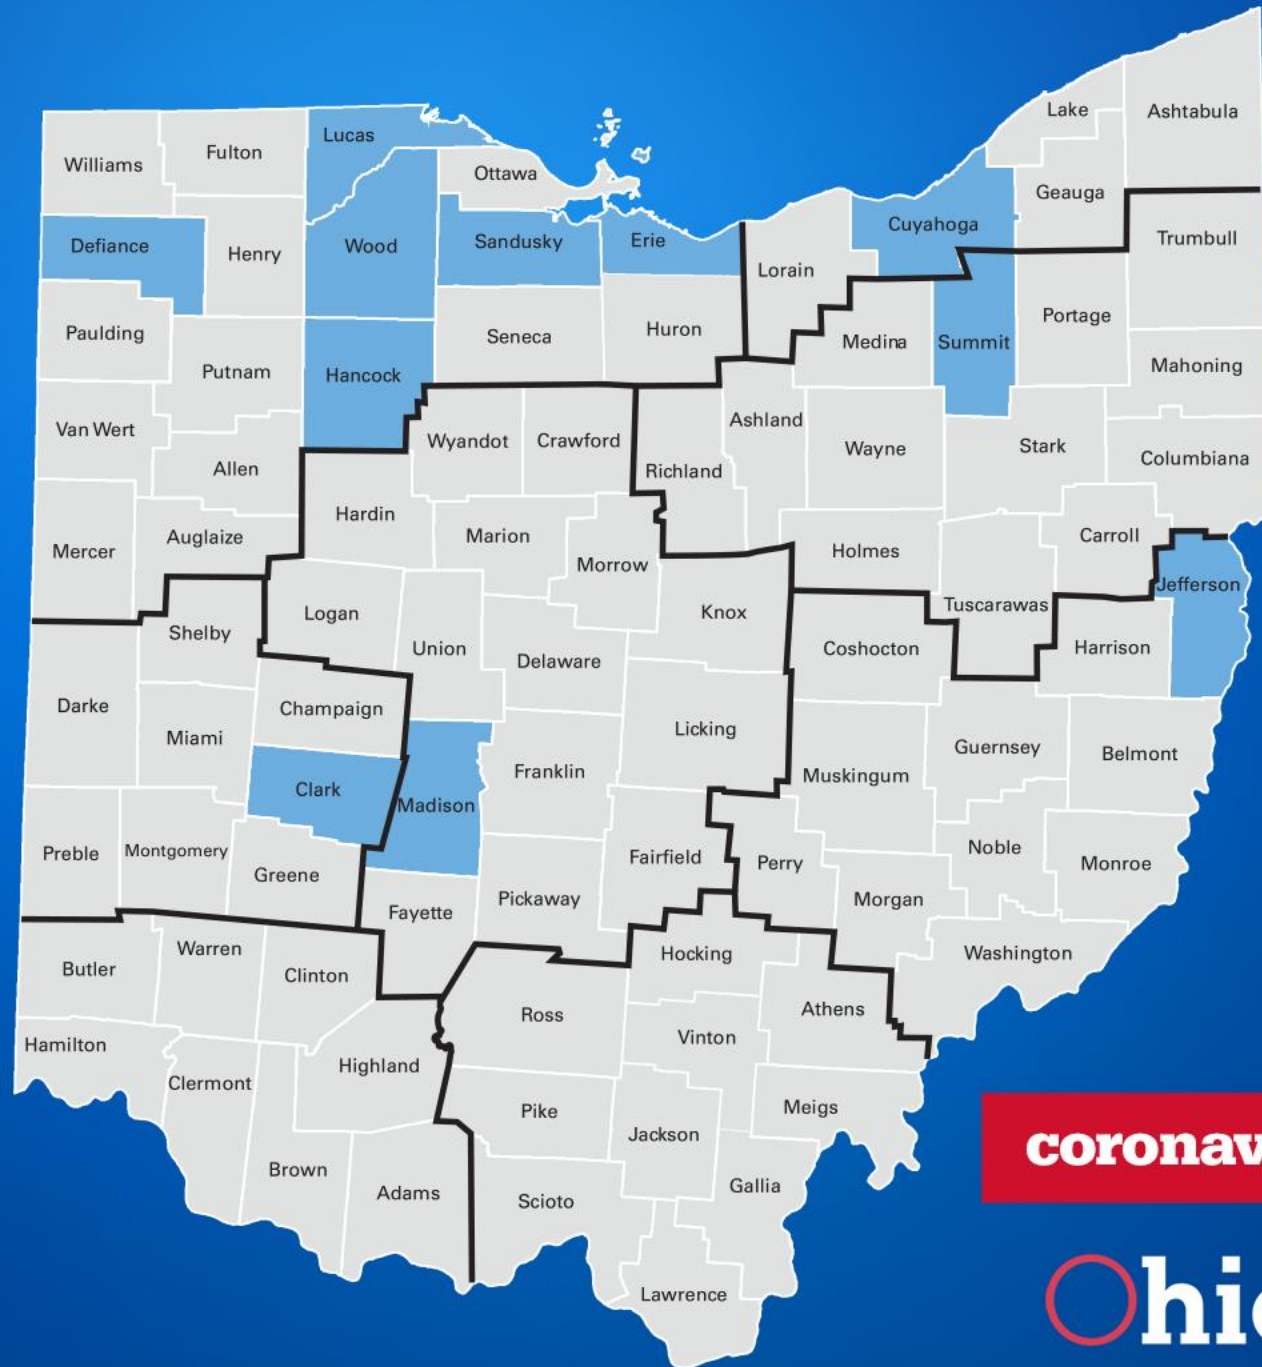 Lake
Ashtabula
Lucas
Fulton
Williams
Ottawa
Geauga
Cuyahoga
Defiance
Henry
Wood
Sandusky
Erie
Trumbull
Lorain
Paulding
Seneca
Huron
Medina
Summit
Portage
Putnam
Hancock
Mahoning
Van Wert
Wyandot
Crawford
Ashland
Wayne
Stark
Columbiana
Allen
Richland
Hardin
Mercer
Auglaize
Marion
Morrow
Holmes
Carroll
Jefferson
Logan
Knox
Tuscarawas
Shelby
Union
Delaware
Coshocton
Harrison
Darke
Champaign
Miami
Licking
Guernsey
Belmont
Clark
Madison
Franklin
Muskingum
Preble
Montgomery
Greene
Fairfield
Perry
Noble
Monroe
Fayette
Pickaway
Morgan
Butler
Warren
Clinton
Hocking
Washington
Ross
Athens
Hamilton
Vinton
Clermont
Highland
Pike
Jackson
Meigs
coronav
Brown
Adams
Scioto
Gallia
Lawrence
Ohio